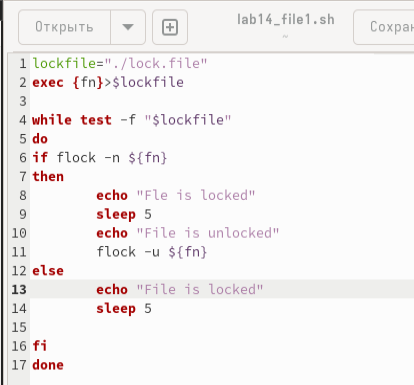 Открыть
lab14_file1.sh
Сохран
1 lockfile="./lock.file"
2 exec {fn}>$lockfile
3
4 while test -f "$lockfile"
5 do
6 if flock -n ${fn}
7 then
8 echo "Fle is locked"
9 sleep 5
10 echo "File is unlocked"
11 flock -u ${fn}
12 else
13 echo "File is locked"
14 sleep 5
15
16 fi
17 done